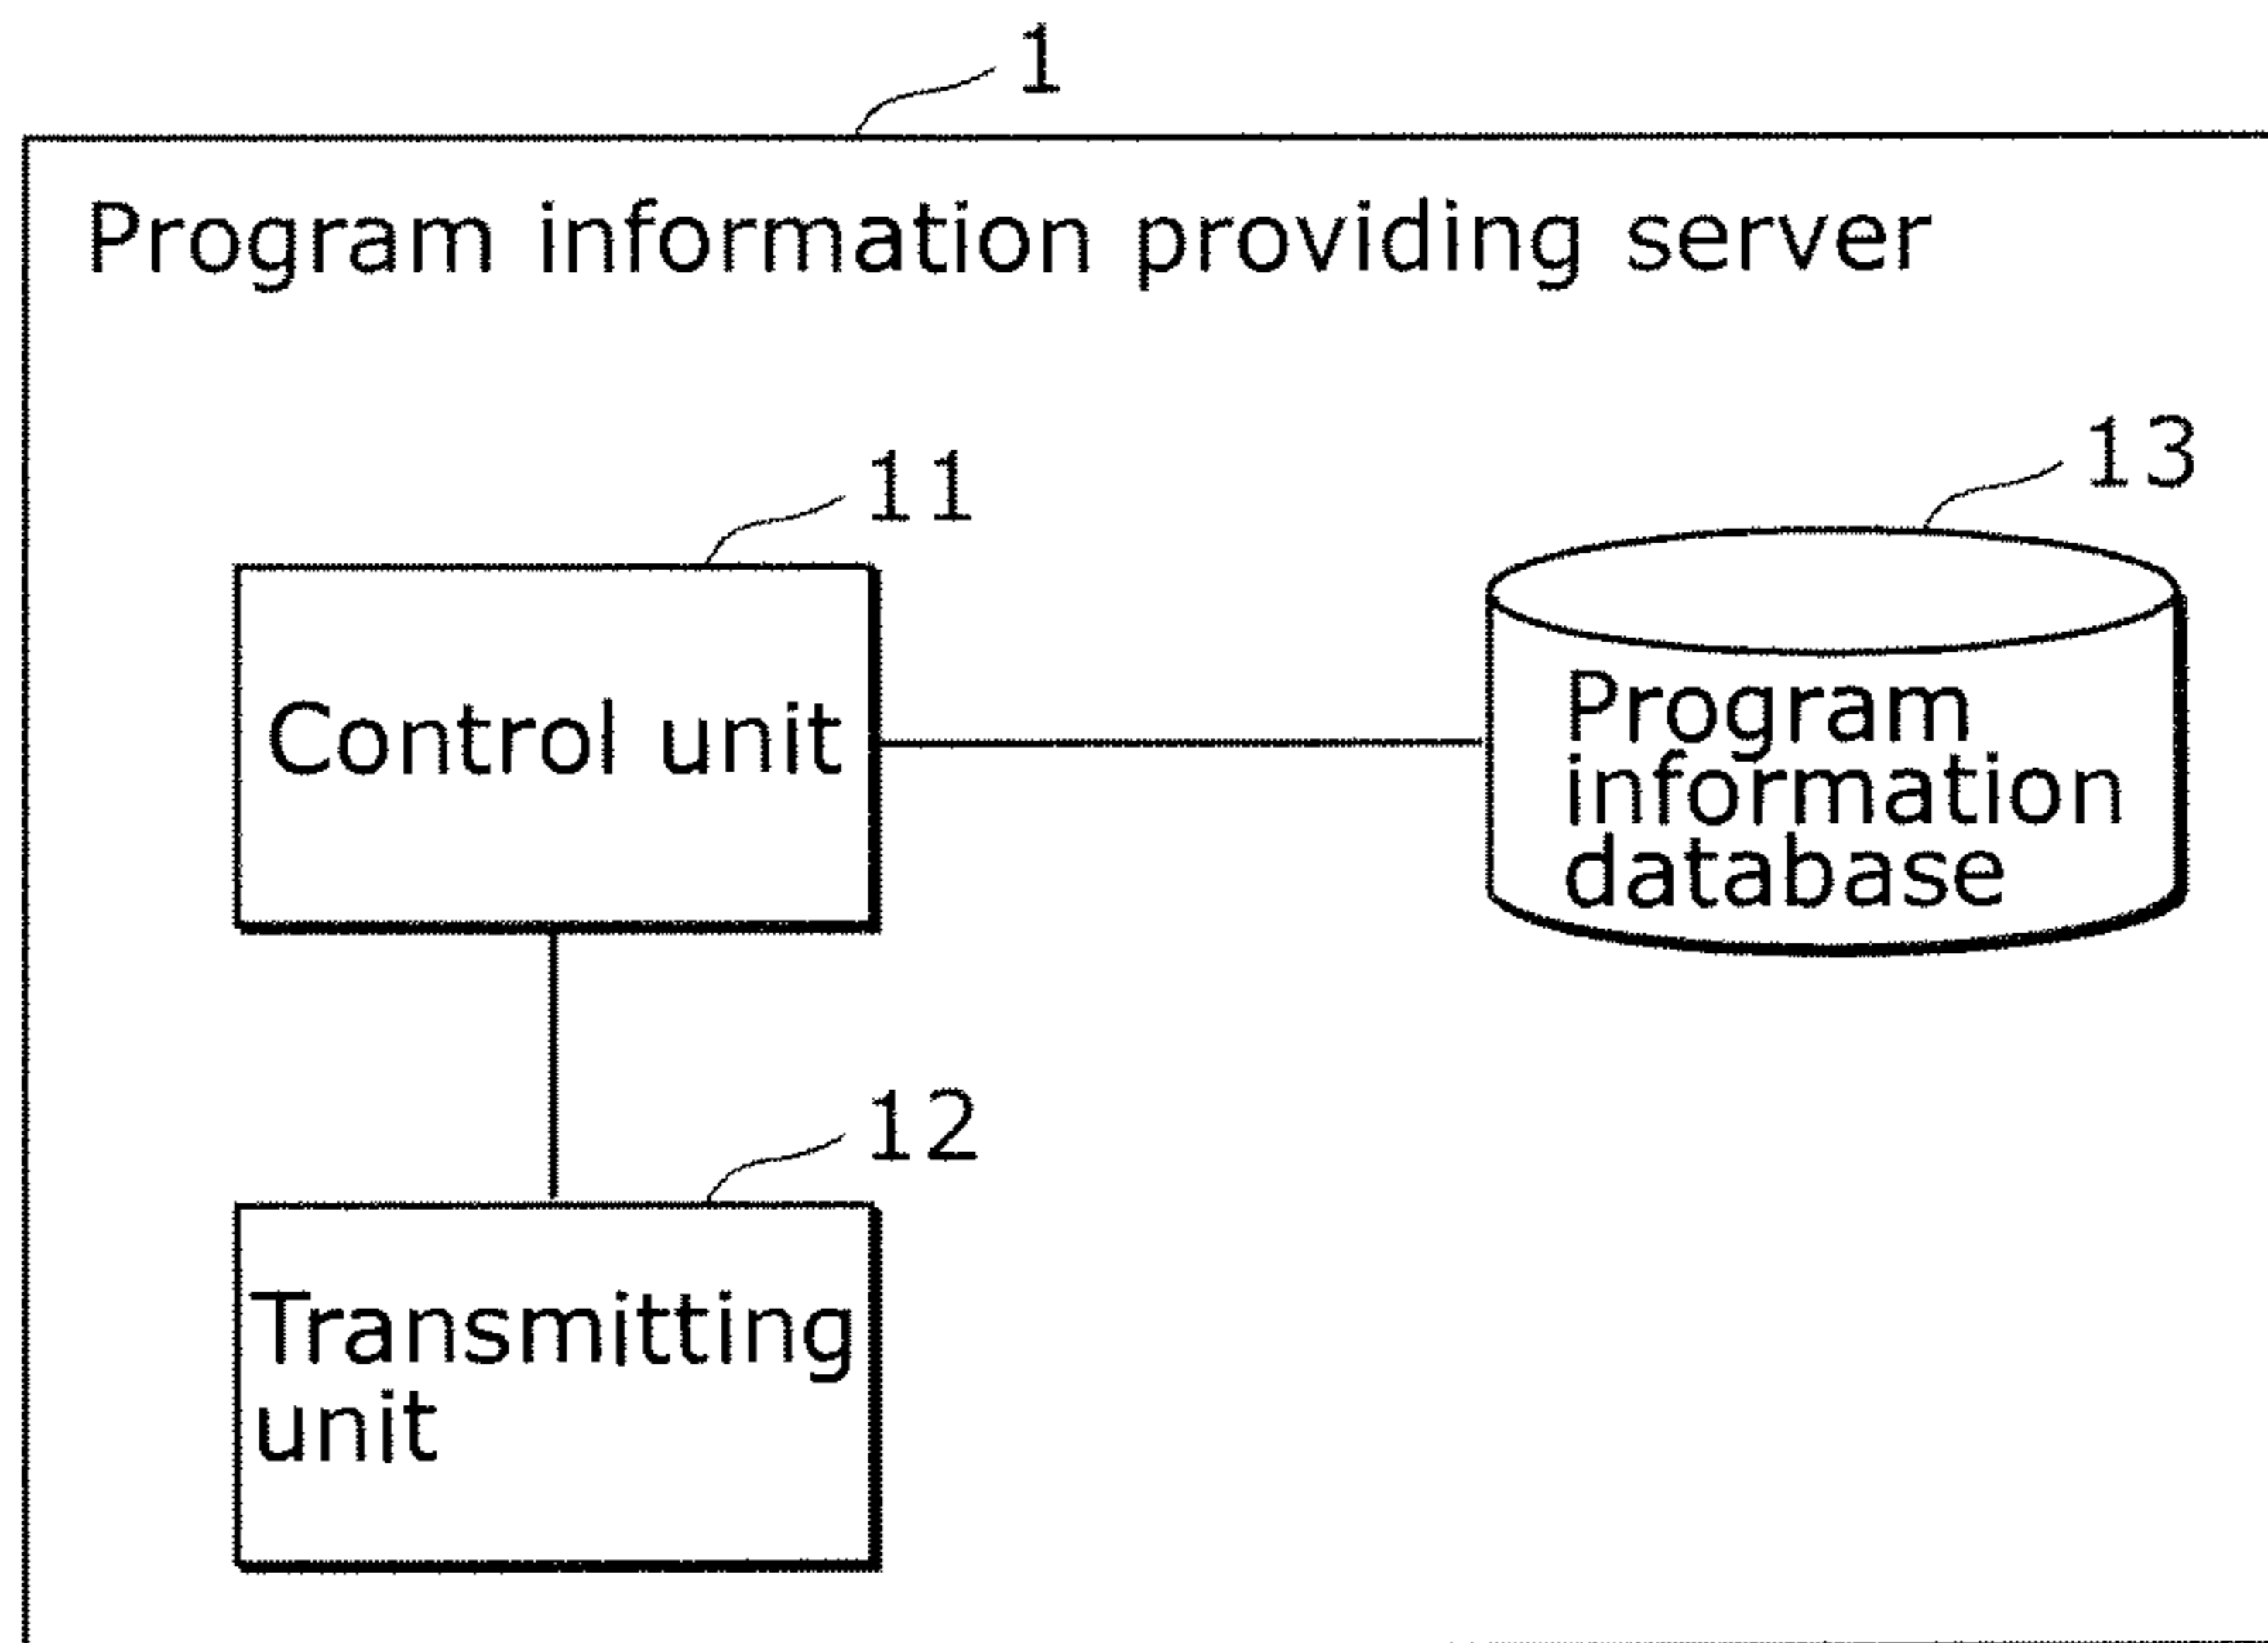 1
Program information providing server
11
13
Control unit
Program
information
database
12
Transmitting
unit